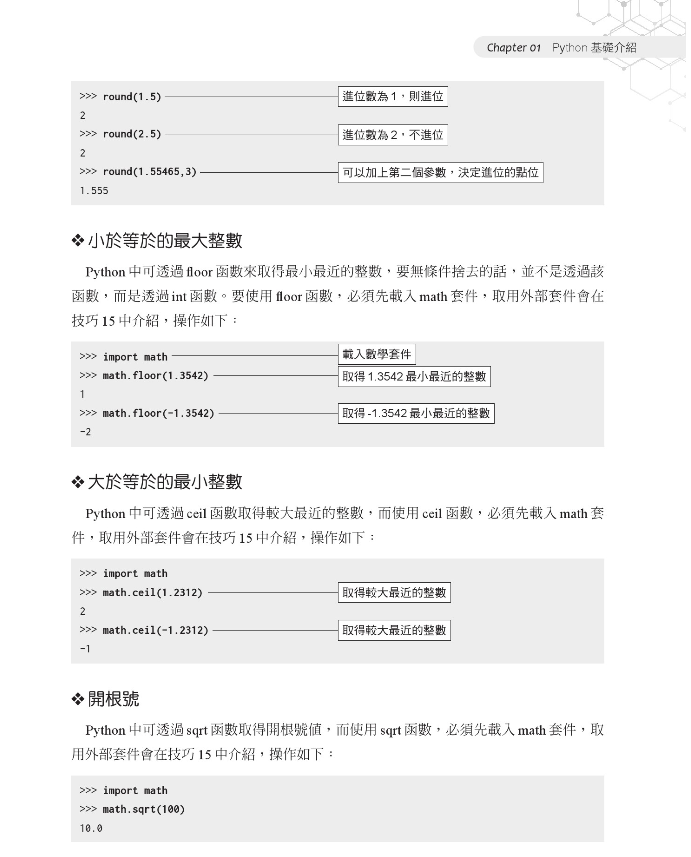 Chapter 01 Python 基礎介紹
>>> round(1.5) 進位數為 1，則進位
2
>>> round(2.5) 進位數為 2，不進位
2
>>> round(1.55465,3) 可以加上第二個參數，決定進位的點位
1.555
❖ 小於等於的最大整數
Python 中可透過 floor 函數來取得最小最近的整數，要無條件捨去的話，並不是透過該
函數，而是透過 int 函數。要使用 floor 函數，必須先載入 math 套件，取用外部套件會在
技巧 15 中介紹，操作如下：
>>> import math 載入數學套件
>>> math.floor(1.3542) 取得 1.3542 最小最近的整數
1
>>> math.floor(-1.3542) 取得 -1.3542 最小最近的整數
-2
❖ 大於等於的最小整數
Python 中可透過 ceil 函數取得較大最近的整數，而使用 ceil 函數，必須先載入 math 套
件，取用外部套件會在技巧 15 中介紹，操作如下：
>>> import math
>>> math.ceil(1.2312) 取得較大最近的整數
2
>>> math.ceil(-1.2312) 取得較大最近的整數
-1
❖ 開根號
Python 中可透過 sqrt 函數取得開根號值，而使用 sqrt 函數，必須先載入 math 套件，取
用外部套件會在技巧 15 中介紹，操作如下：
>>> import math
>>> math.sqrt(100)
10.0